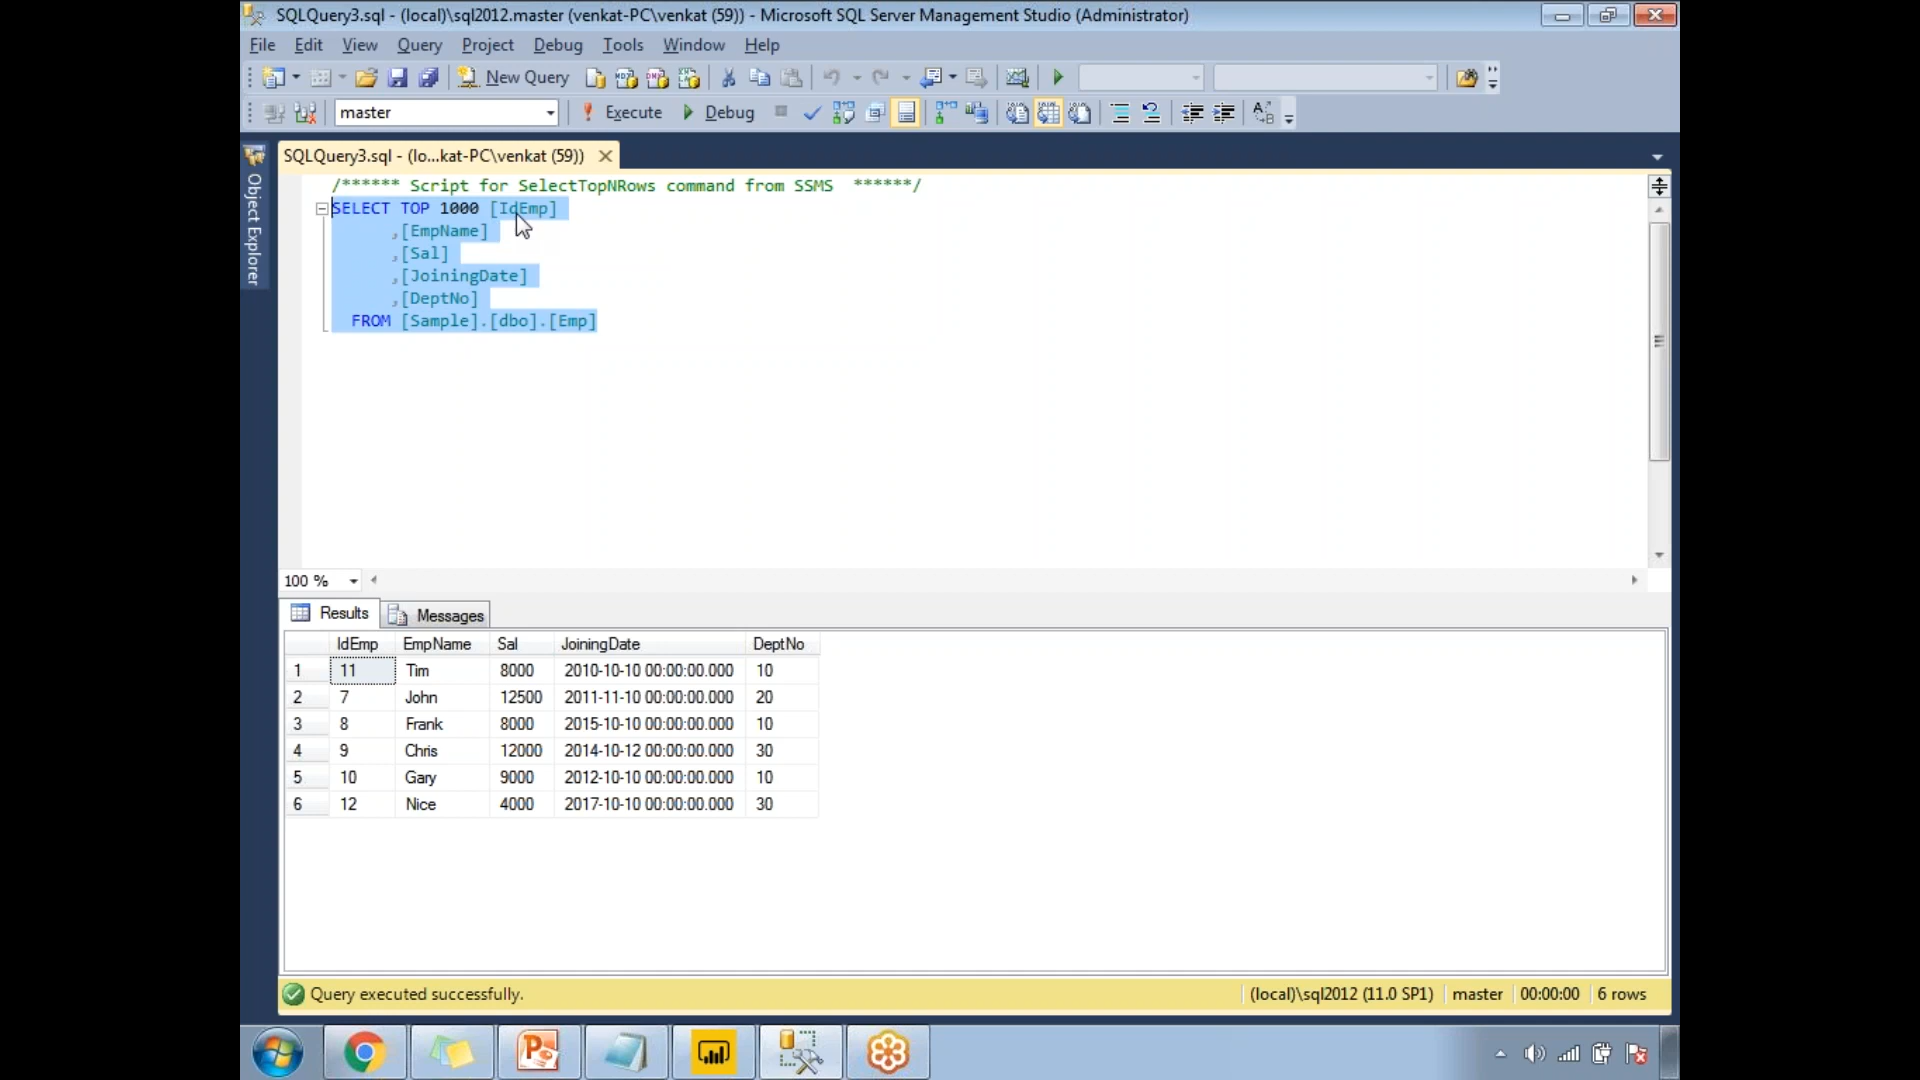 SQLQuery3.sql - (local)\sql2012.master (venkat-PC\venkat (59)) - Microsoft SQL Server Management Studio (Administrator)
File Edit View Query Project Debug Tools Window Help
New Query
master Execute Debug
Object Explorer
SQLQuery3.sql - (lo...kat-PC\venkat (59))
/****** Script for SelectTopNRows command from SSMS ******/
SELECT TOP 1000 [IdEmp]
,[EmpName]
,[Sal]
,[JoiningDate]
,[DeptNo]
FROM [Sample].[dbo].[Emp]
100 %
Results Messages
IdEmp EmpName Sal JoiningDate DeptNo
1 11 Tim 8000 2010-10-10 00:00:00.000 10
2 7 John 12500 2011-11-10 00:00:00.000 20
3 8 Frank 8000 2015-10-10 00:00:00.000 10
4 9 Chris 12000 2014-10-12 00:00:00.000 30
5 10 Gary 9000 2012-10-10 00:00:00.000 10
6 12 Nice 4000 2017-10-10 00:00:00.000 30
Query executed successfully. (local)\sql2012 (11.0 SP1) master 00:00:00 6 rows